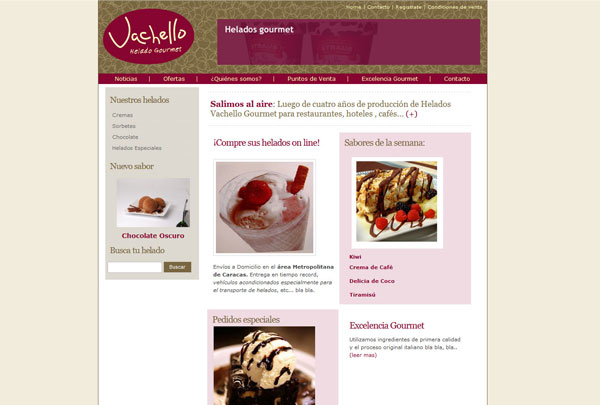 Home | Contacto | Registrate | Condiciones de Venta
Vachello
Helado Gourmet
Helados gourmet
Noticias | Ofertas | ¿Quiénes somos? | Puntos de Venta | Excelencia Gourmet | Contacto
Nuestros helados
Cremas
Sorbetes
Chocolate
Helados Especiales
Nuevo sabor
Chocolate Oscuro
Busca tu helado
Buscar
Salimos al aire: Luego de cuatro años de producción de Helados
Vachello Gourmet para restaurantes, hoteles , cafés... (+)
¡Compre sus helados on line!
Envíos a Domicilio en el área Metropolitana
de Caracas. Entrega en tiempo record,
vehículos acondicionados especialmente para
el transporte de helados, etc... bla bla.
Sabores de la semana:
Kiwi
Crema de Café
Delicia de Coco
Tiramisú
Pedidos especiales
Excelencia Gourmet
Utilizamos ingredientes de primera calidad
y el proceso original italiano bla bla, bla..
(leer mas)